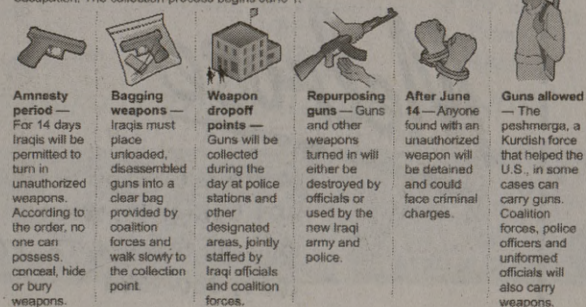 occupation. The collection process begins June 1.
Amnesty
period —
For 14 days
Iraqis will be
permitted to
turn in
unauthorized
weapons.
According to
the order, no
one can
possess,
conceal, hide
or bury
weapons.
Bagging
weapons —
Iraqis must
place
unloaded,
disassembled
guns into a
clear bag
provided by
coalition
forces and
walk slowly to
the collection
point.
Weapon
dropoff
points —
Guns will be
collected
during the
day at police
stations and
other
designated
areas, jointly
staffed by
Iraqi officials
and coalition
forces.
Repurposing
guns — Guns
and other
weapons
turned in will
either be
destroyed by
officials or
used by the
new Iraqi
army and
police.
After June
14 — Anyone
found with an
unauthorized
weapon will
be detained
and could
face criminal
charges.
Guns allowed
— The
peshmerga, a
Kurdish force
that helped the
U.S., in some
cases can
carry guns.
Coalition
forces, police
officers and
uniformed
officials will
also carry
weapons.